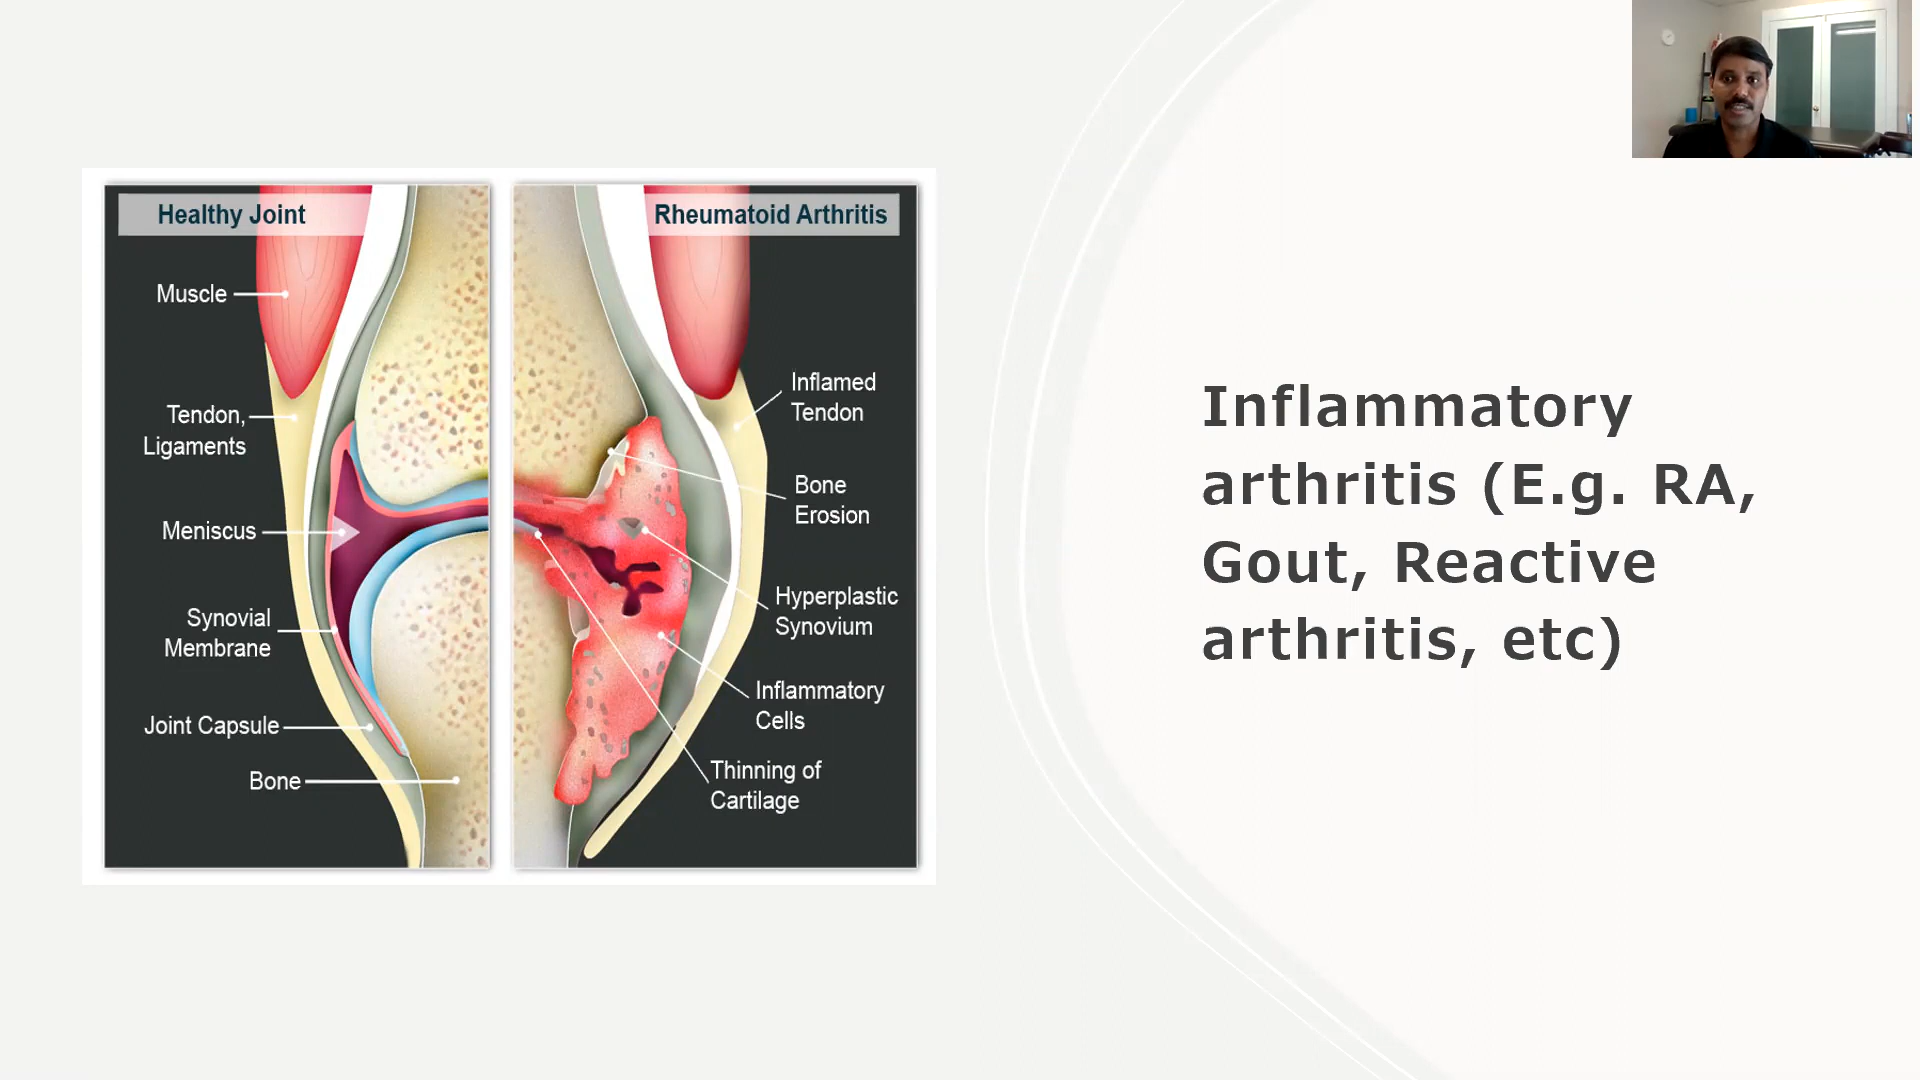 Healthy Joint
Muscle
Tendon,
Ligaments
Meniscus
Synovial
Membrane
Joint Capsule
Bone
Rheumatoid Arthritis
Inflamed
Tendon
Bone
Erosion
Hyperplastic
Synovium
Inflammatory
Cells
Thinning of
Cartilage
Inflammatory
arthritis (E.g. RA,
Gout, Reactive
arthritis, etc)